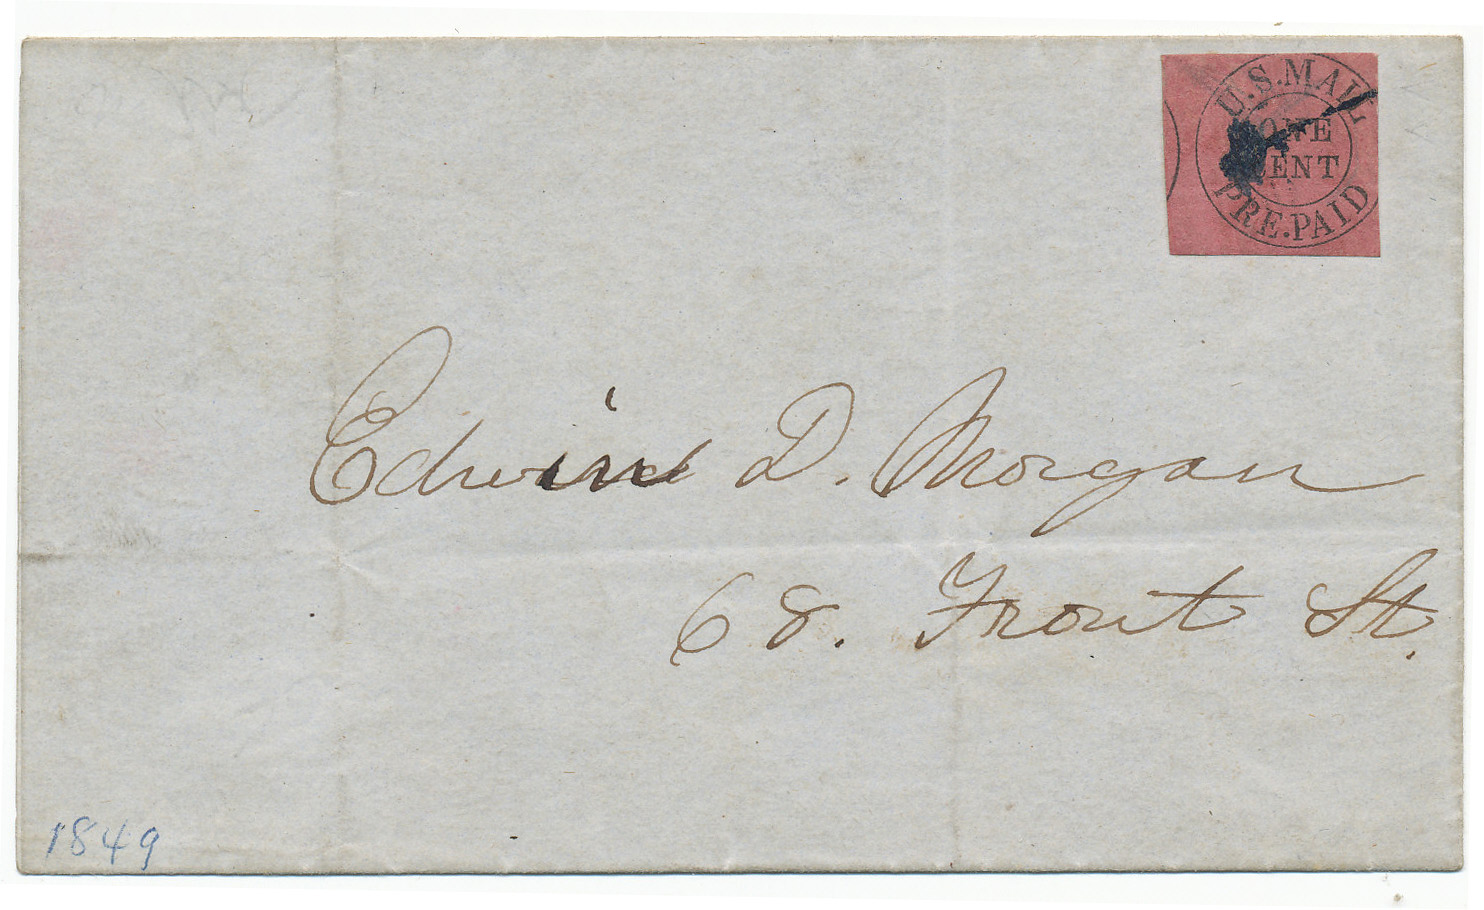 U.S.MAIL
ONE
CENT
PRE.PAID
Edwin D. Morgan
68. Front St.
1849